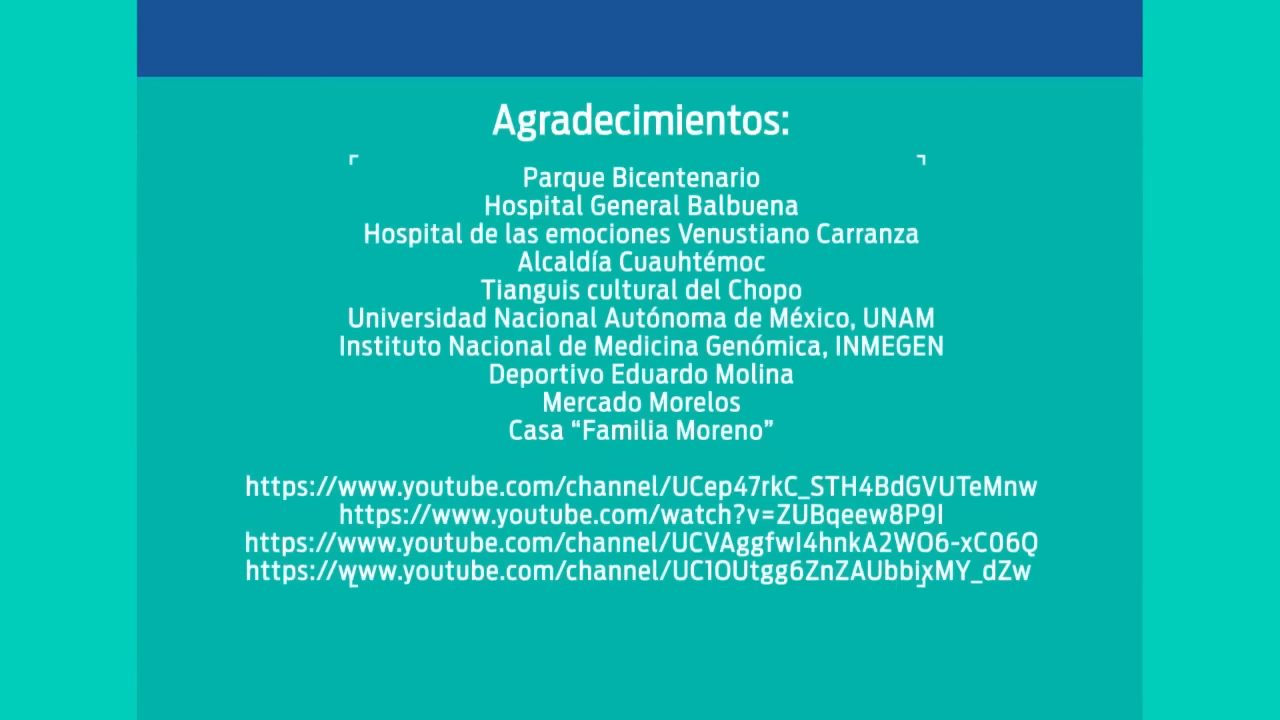 Agradecimientos:
Parque Bicentenario
Hospital General Balbuena
Hospital de las emociones Venustiano Carranza
Alcaldía Cuauhtémoc
Tianguis cultural del Chopo
Universidad Nacional Autónoma de México, UNAM
Instituto Nacional de Medicina Genómica, INMEGEN
Deportivo Eduardo Molina
Mercado Morelos
Casa “Familia Moreno”
https://www.youtube.com/channel/UCep47rkC_STH4BdGVUTeMnw
https://www.youtube.com/watch?v=ZUBqeew8P9I
https://www.youtube.com/channel/UCVAggfwI4hnkA2WO6-xC06Q
https://www.youtube.com/channel/UC1OUtgg6ZnZAUbbixMY_dZw